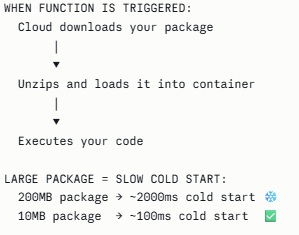 WHEN FUNCTION IS TRIGGERED:
Cloud downloads your package
|
▼
Unzips and loads it into container
|
▼
Executes your code
LARGE PACKAGE = SLOW COLD START:
200MB package → ~2000ms cold start ❄️
10MB package → ~100ms cold start ✅